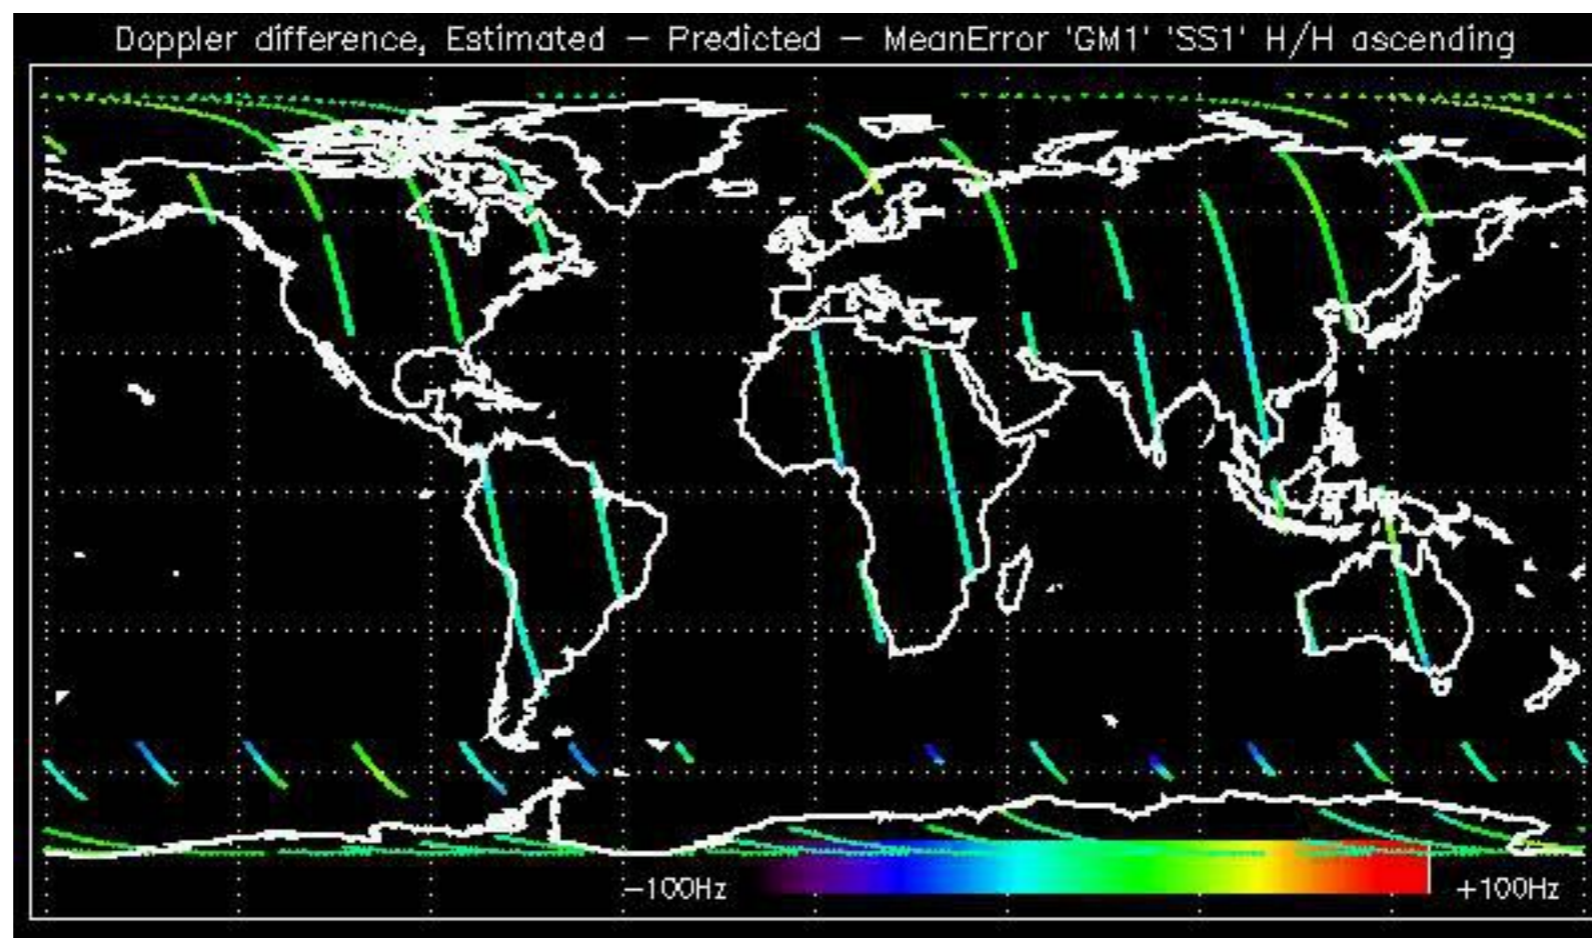 Doppler difference, Estimated – Predicted – MeanError 'GM1' 'SS1' H/H ascending
–100Hz
+100Hz